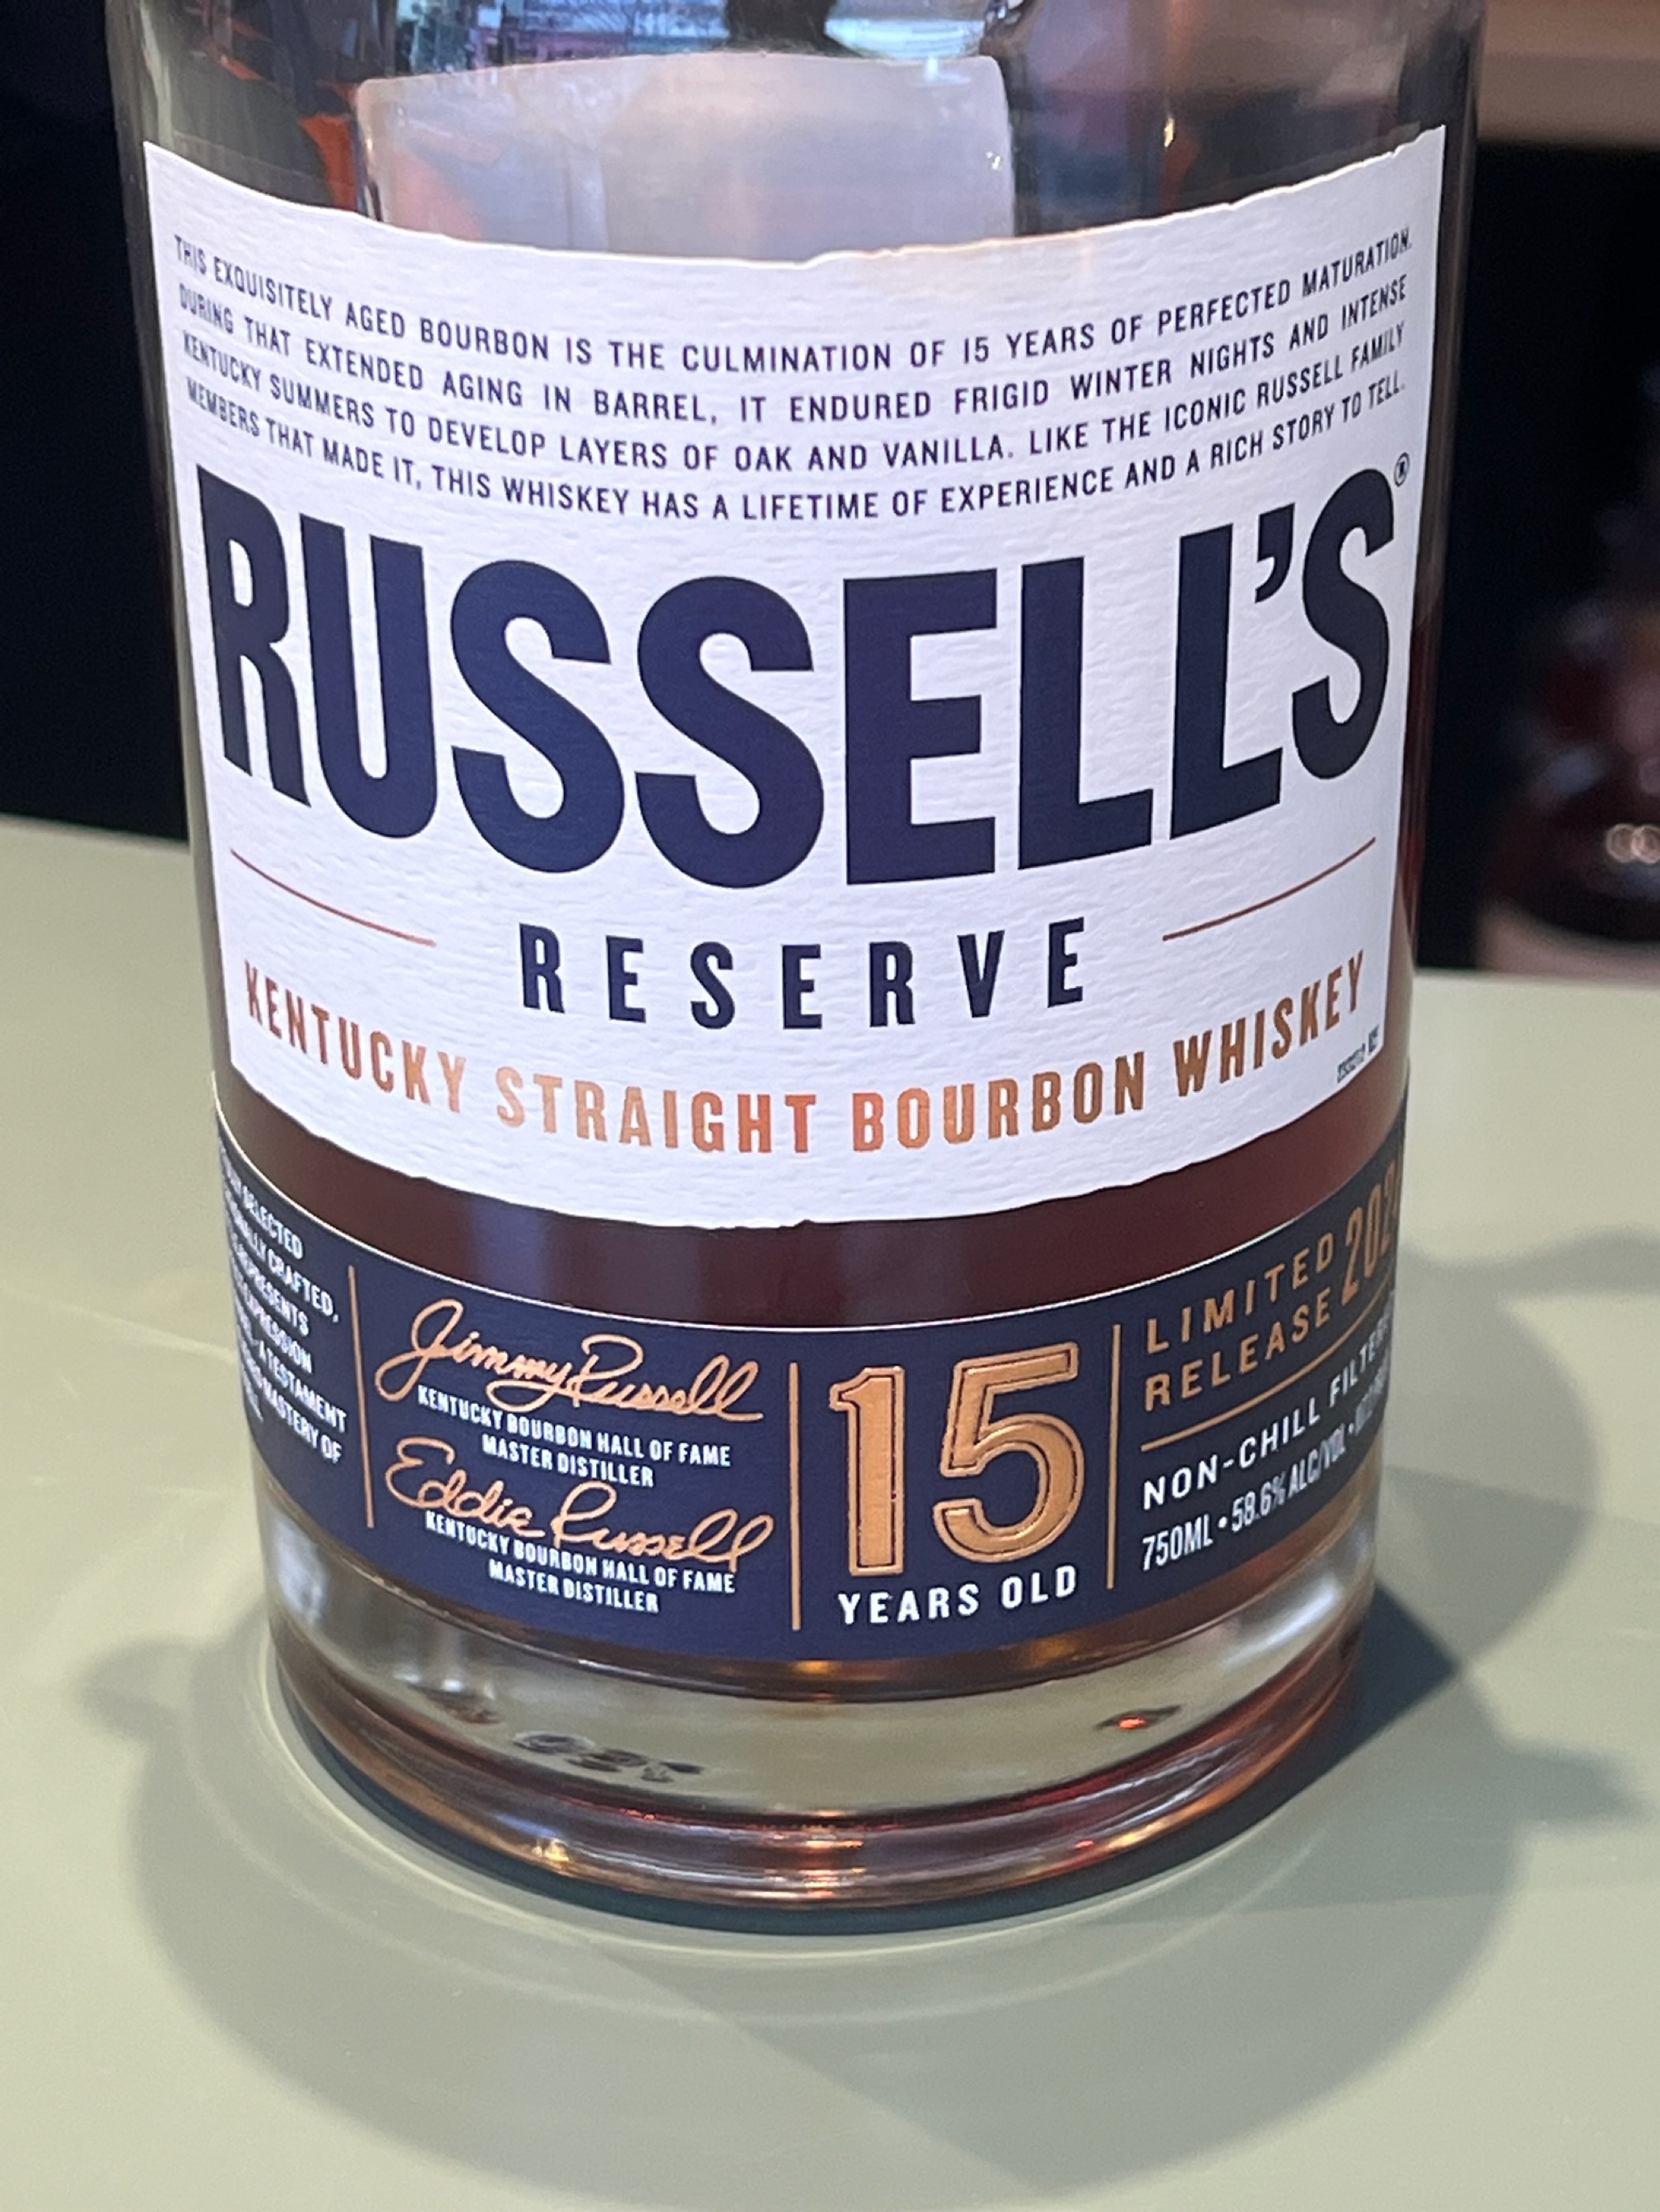 THIS EXQUISITELY AGED BOURBON IS THE CULMINATION OF 15 YEARS OF PERFECTED MATURATION.
DURING THAT EXTENDED AGING IN BARREL, IT ENDURED FRIGID WINTER NIGHTS AND INTENSE
KENTUCKY SUMMERS TO DEVELOP LAYERS OF OAK AND VANILLA. LIKE THE ICONIC RUSSELL FAMILY
MEMBERS THAT MADE IT, THIS WHISKEY HAS A LIFETIME OF EXPERIENCE AND A RICH STORY TO TELL.
RUSSELL'S®
RESERVE
KENTUCKY STRAIGHT BOURBON WHISKEY
SELECTED
CRAFTED,
A TESTAMENT
MASTERY OF
Jimmy Russell
KENTUCKY BOURBON HALL OF FAME
MASTER DISTILLER
Eddie Russell
KENTUCKY BOURBON HALL OF FAME
MASTER DISTILLER
15
YEARS OLD
LIMITED
RELEASE
NON-CHILL
750ML • 58.6% ALC/VOL •